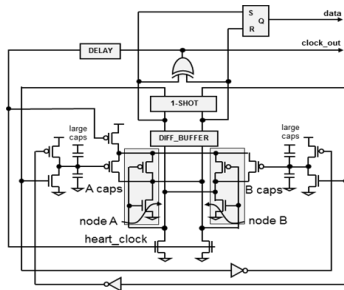 S
Q
R
data
clock_out
DELAY
1-SHOT
DIFF_BUFFER
large
caps
large
caps
A caps
B caps
node A
node B
heart_clock